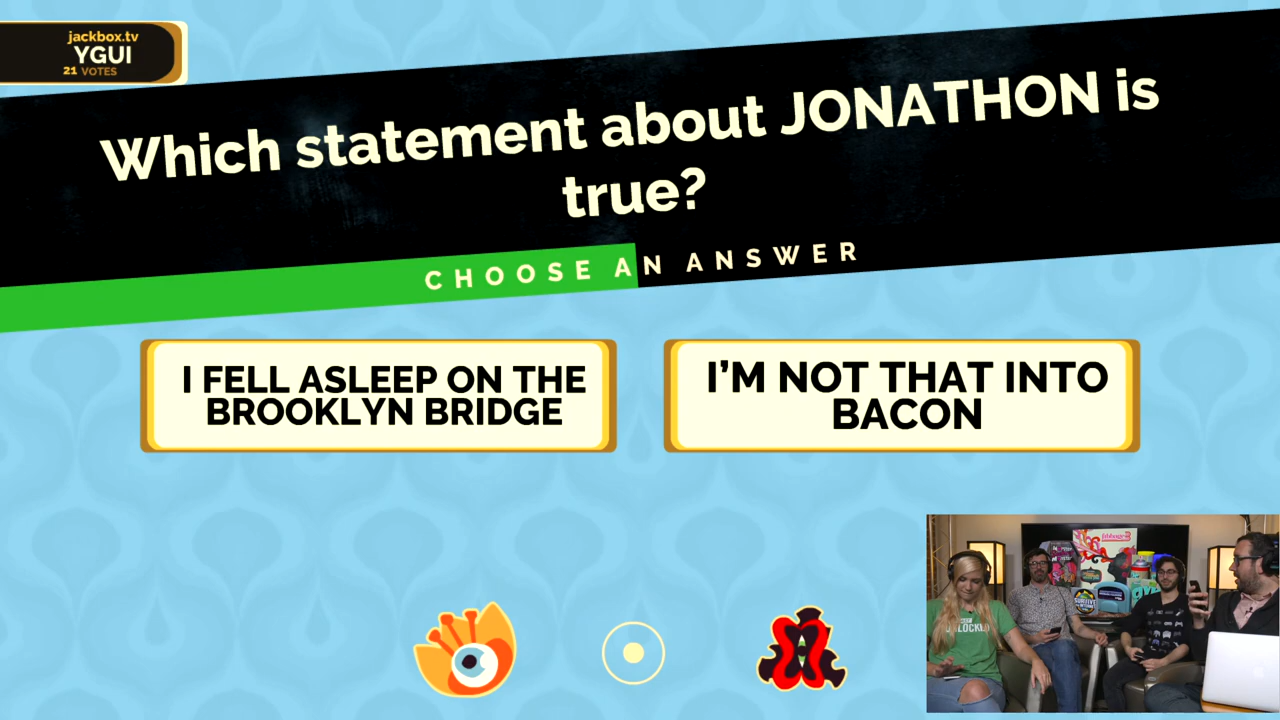 jackbox.tv
YGUI
21 VOTES
Which statement about JONATHON is
true?
CHOOSE AN ANSWER
I FELL ASLEEP ON THE
BROOKLYN BRIDGE
I'M NOT THAT INTO
BACON
UNLOCKED